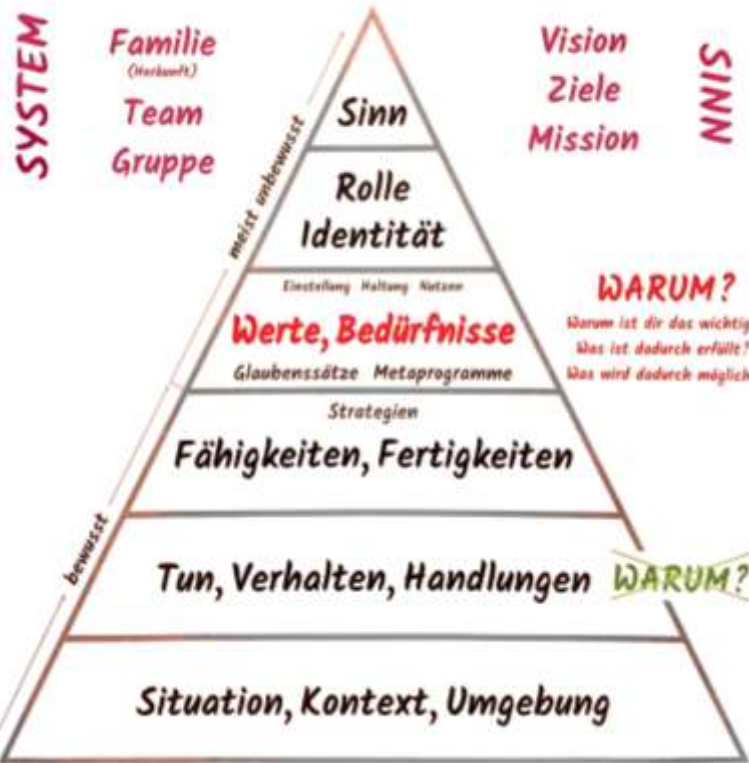 SYSTEM
Familie
(Herkunft)
Team
Gruppe
Vision
Ziele
Mission
SINN
meist unbewusst
bewusst
Sinn
Rolle
Identität
Einstellung Haltung Nutzen
Werte, Bedürfnisse
Glaubenssätze Metaprogramme
WARUM?
Warum ist dir das wichtig
Was ist dadurch erfüllt?
Was wird dadurch möglich
Strategien
Fähigkeiten, Fertigkeiten
Tun, Verhalten, Handlungen WARUM?
Situation, Kontext, Umgebung